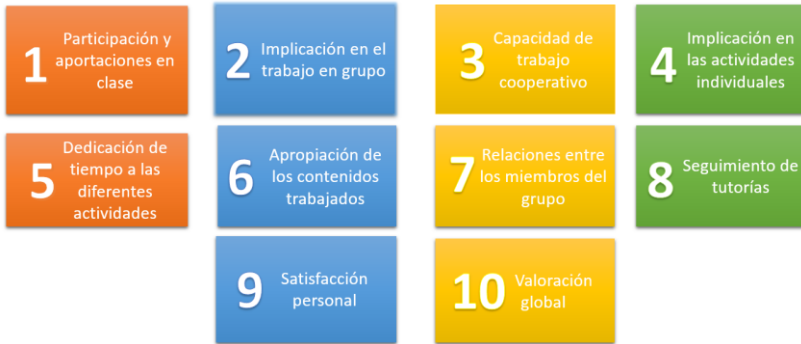 1
Participación y
aportaciones en
clase
2
Implicación en el
trabajo en grupo
3
Capacidad de
trabajo
cooperativo
4
Implicación en
las actividades
individuales
5
Dedicación de
tiempo a las
diferentes
actividades
6
Apropiación de
los contenidos
trabajados
7
Relaciones entre
los miembros del
grupo
8
Seguimiento de
tutorías
9
Satisfacción
personal
10
Valoración
global